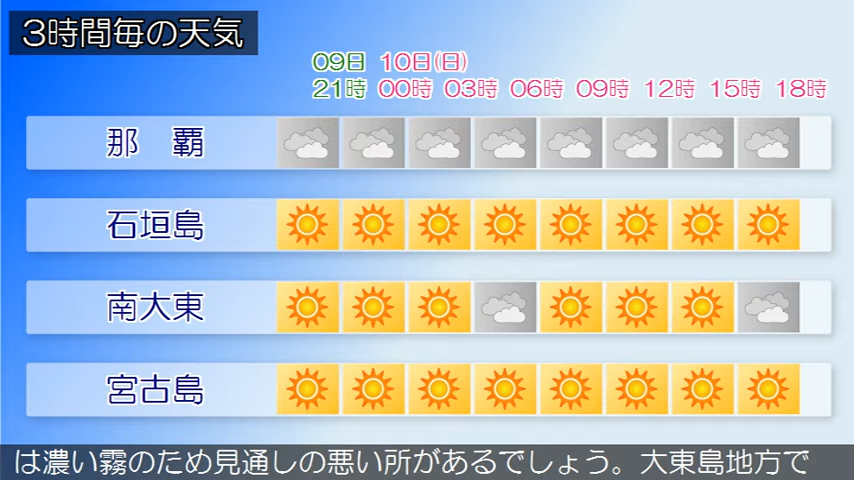 3時間毎の天気
09日 10日(日)
21時 00時 03時 06時 09時 12時 15時 18時
那　覇
石垣島
南大東
宮古島
は濃い霧のため見通しの悪い所があるでしょう。大東島地方で